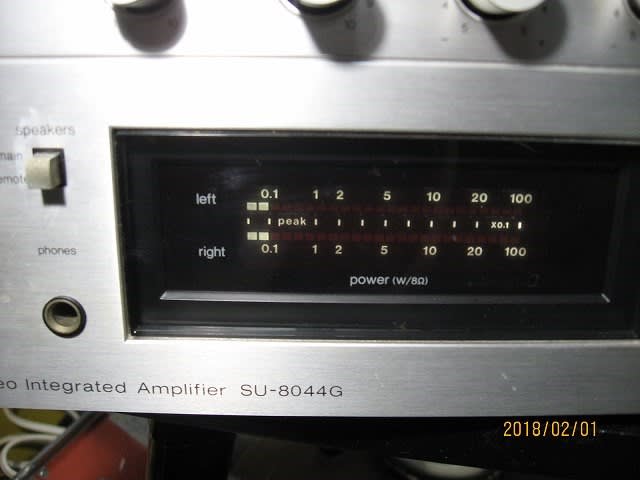 speakers
main
remote
phones
left 0.1 1 2 5 10 20 100
peak x0.1
right 0.1 1 2 5 10 20 100
power (W/8Ω)
eo Integrated Amplifier SU-8044G
2018/02/01